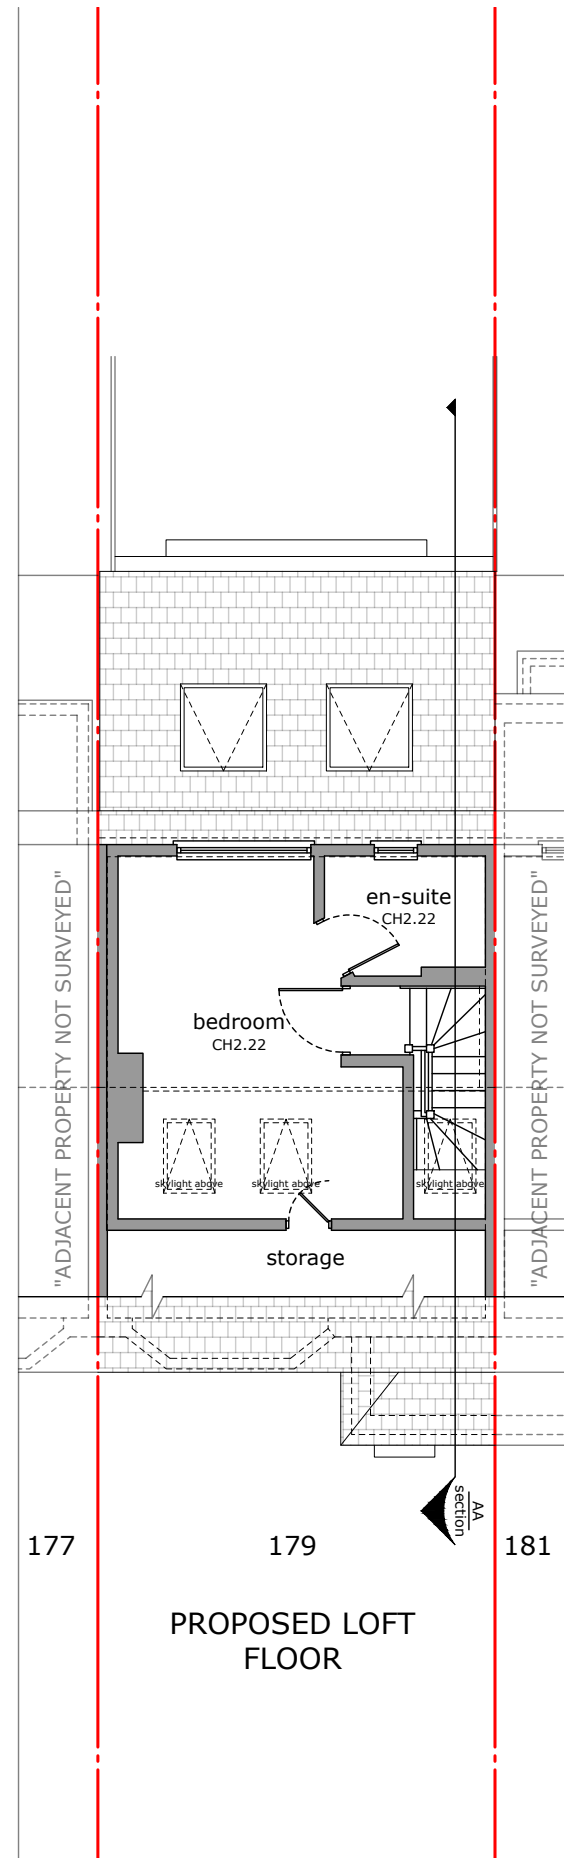 en-suite
CH2.22
"ADJACENT PROPERTY NOT SURVEYED"
"ADJACENT PROPERTY NOT SURVEYED"
bedroom
CH2.22
skylight above
skylight above
skylight above
storage
AA
section
177
179
181
PROPOSED LOFT
FLOOR